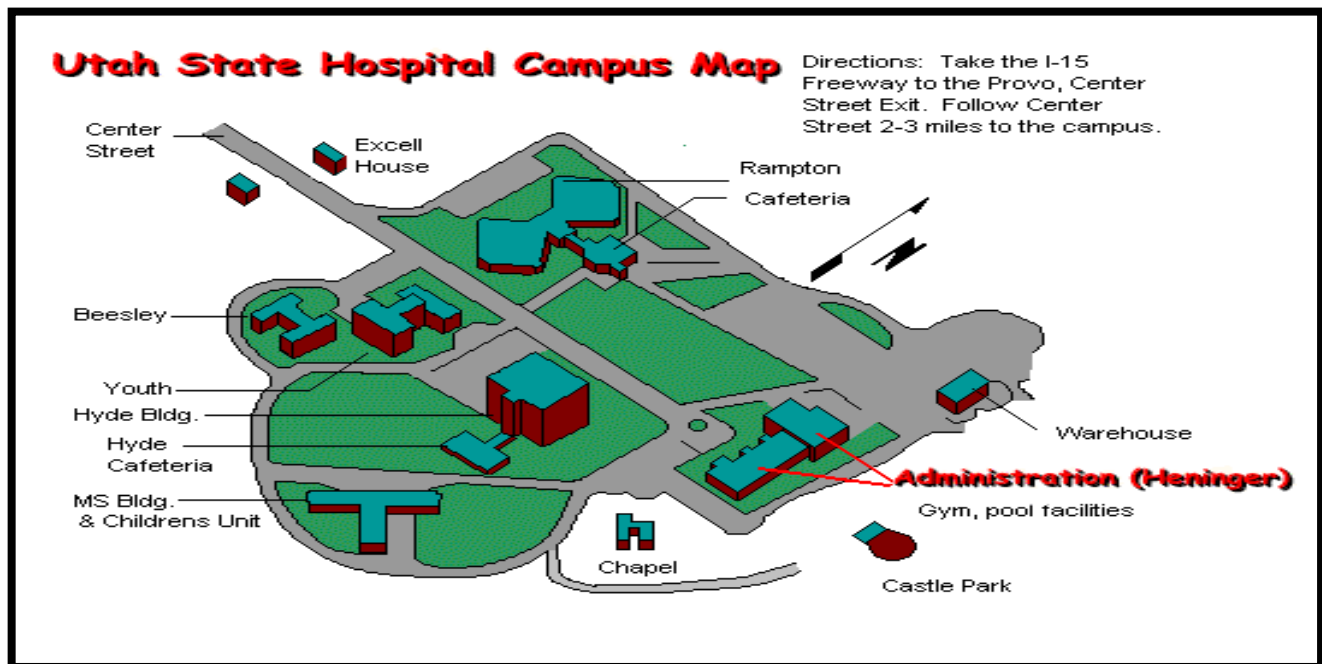 Utah State Hospital Campus Map
Directions:  Take the I-15
Freeway to the Provo, Center
Street Exit.  Follow Center
Street 2-3 miles to the campus.
Center
Street
Excell
House
Rampton
Cafeteria
N
Beesley
Youth
Hyde Bldg.
Hyde
Cafeteria
MS Bldg.
& Childrens Unit
Warehouse
Administration (Heninger)
Gym, pool facilities
Chapel
Castle Park